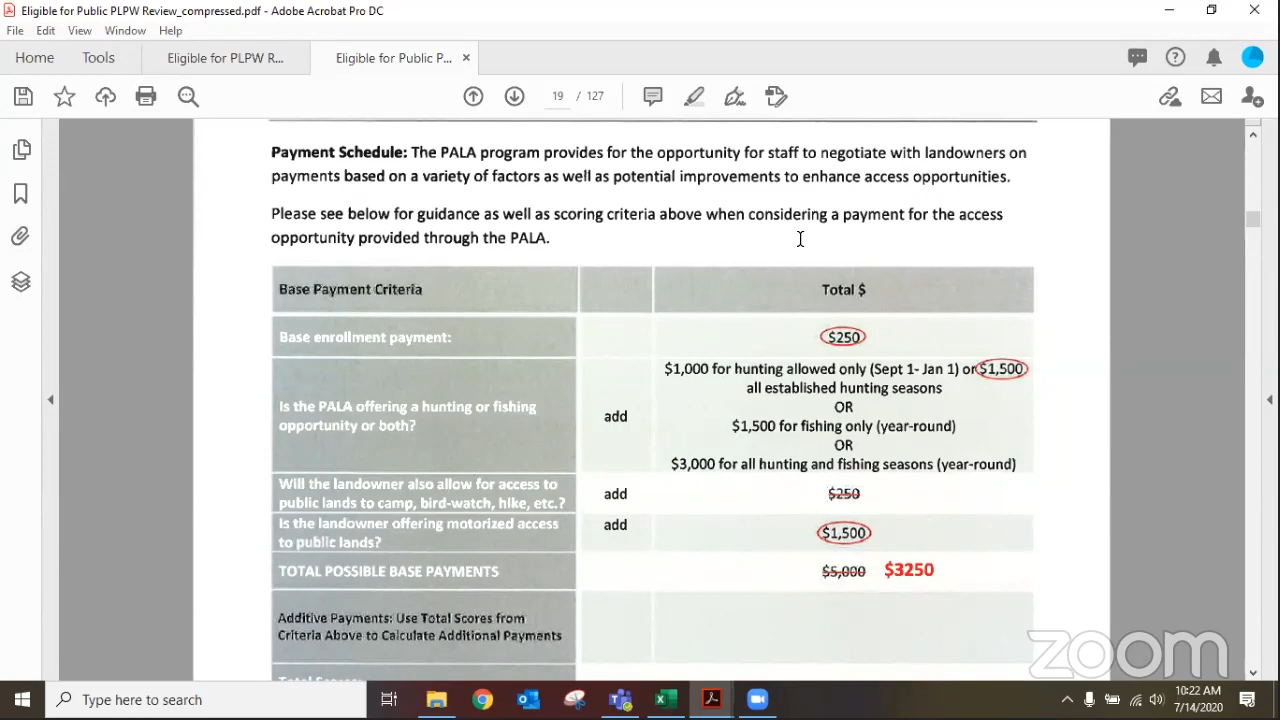 Eligible for Public PLPW Review_compressed.pdf - Adobe Acrobat Pro DC
File Edit View Window Help
Home Tools Eligible for PLPW R... Eligible for Public P... ×
19 / 127
Payment Schedule: The PALA program provides for the opportunity for staff to negotiate with landowners on
payments based on a variety of factors as well as potential improvements to enhance access opportunities.
Please see below for guidance as well as scoring criteria above when considering a payment for the access
opportunity provided through the PALA.
Base Payment Criteria Total $
Base enrollment payment: $250
Is the PALA offering a hunting or fishing
opportunity or both?
add
$1,000 for hunting allowed only (Sept 1- Jan 1) or $1,500
all established hunting seasons
OR
$1,500 for fishing only (year-round)
OR
$3,000 for all hunting and fishing seasons (year-round)
Will the landowner also allow for access to
public lands to camp, bird-watch, hike, etc.?
add $250
Is the landowner offering motorized access
to public lands?
add $1,500
TOTAL POSSIBLE BASE PAYMENTS $5,000 $3250
Additive Payments: Use Total Scores from
Criteria Above to Calculate Additional Payments
zoom
Type here to search
10:22 AM
7/14/2020